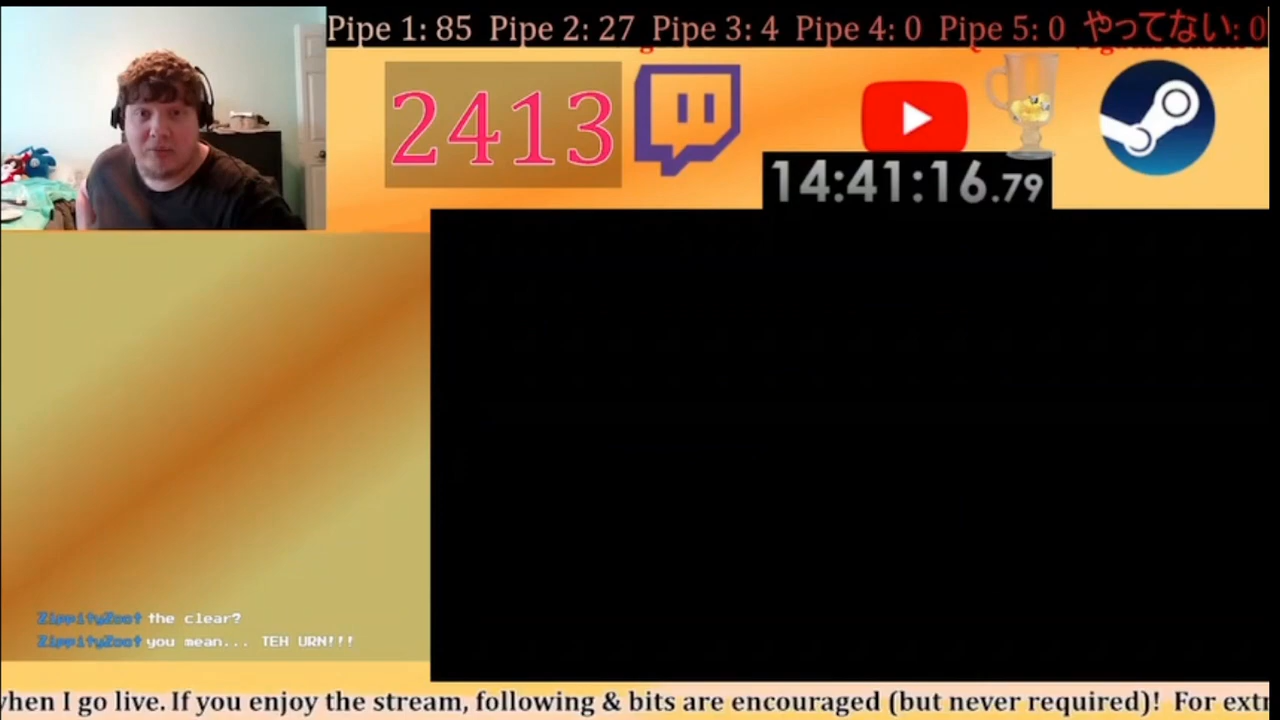 Pipe 1: 85 Pipe 2: 27 Pipe 3: 4 Pipe 4: 0 Pipe 5: 0 やってない: 0
2413
14:41:16.79
ZippityZoot the clear?
ZippityZoot you mean... TEH URN!!!
when I go live. If you enjoy the stream, following & bits are encouraged (but never required)! For extr